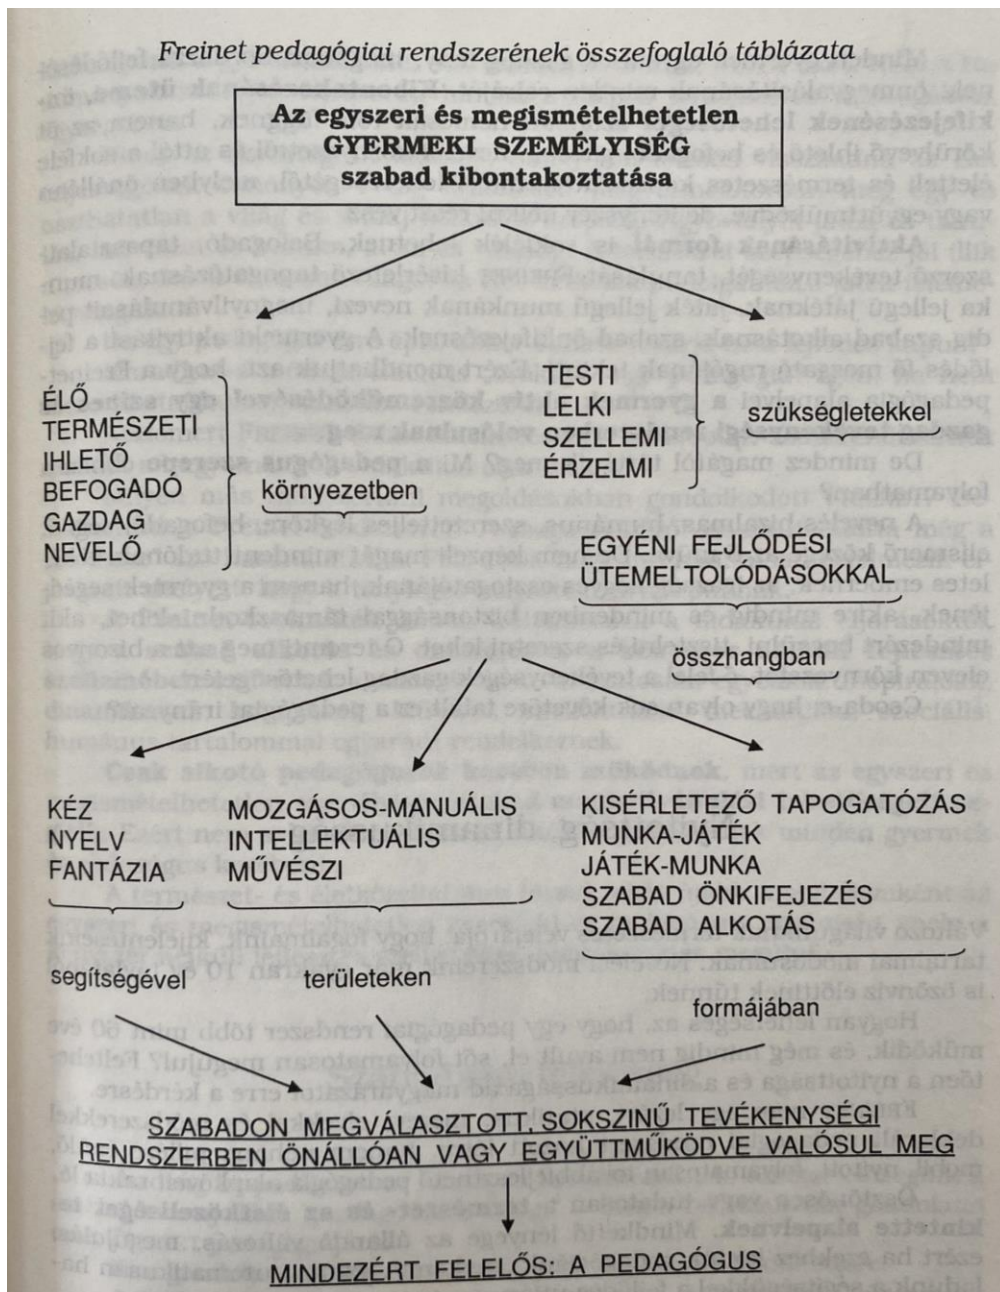 Freinet pedagógiai rendszerének összefoglaló táblázata
Az egyszeri és megismételhetetlen
GYERMEKI SZEMÉLYISÉG
szabad kibontakoztatása
ÉLŐ
TERMÉSZETI
IHLETŐ
BEFOGADÓ
GAZDAG
NEVELŐ
környezetben
TESTI
LELKI
SZELLEMI
ÉRZELMI
szükségletekkel
EGYÉNI FEJLŐDÉSI
ÜTEMELTOLÓDÁSOKKAL
összhangban
KÉZ
NYELV
FANTÁZIA
segítségével
MOZGÁSOS-MANUÁLIS
INTELLEKTUÁLIS
MŰVÉSZI
területeken
KISÉRLETEZŐ TAPOGATÓZÁS
MUNKA-JÁTÉK
JÁTÉK-MUNKA
SZABAD ÖNKIFEJEZÉS
SZABAD ALKOTÁS
formájában
SZABADON MEGVÁLASZTOTT SOKSZINŰ TEVÉKENYSÉGI
RENDSZERBEN ÖNÁLLÓAN VAGY EGYÜTTMŰKÖDVE VALÓSUL MEG
MINDEZÉRT FELELŐS: A PEDAGÓGUS